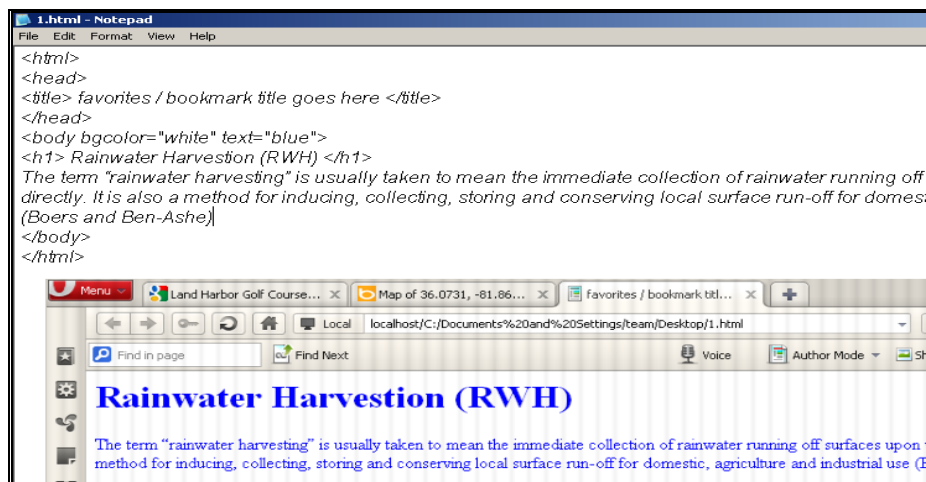 1.html - Notepad
File Edit Format View Help
<html>
<head>
<title> favorites / bookmark title goes here </title>
</head>
<body bgcolor="white" text="blue">
<h1> Rainwater Harvestion (RWH) </h1>
The term "rainwater harvesting" is usually taken to mean the immediate collection of rainwater running off
directly. It is also a method for inducing, collecting, storing and conserving local surface run-off for
(Boers and Ben-Ashe)
</body>
</html>
Menu Land Harbor Golf Course... Map of 36.0731, -81.86... favorites / bookmark titl...
Local localhost/C:/Documents%20and%20Settings/team/Desktop/1.html
Find in page Find Next Voice Author Mode
Rainwater Harvestion (RWH)
The term “rainwater harvesting” is usually taken to mean the immediate collection of rainwater running off surfaces upon
method for inducing, collecting, storing and conserving local surface run-off for domestic, agriculture and industrial use